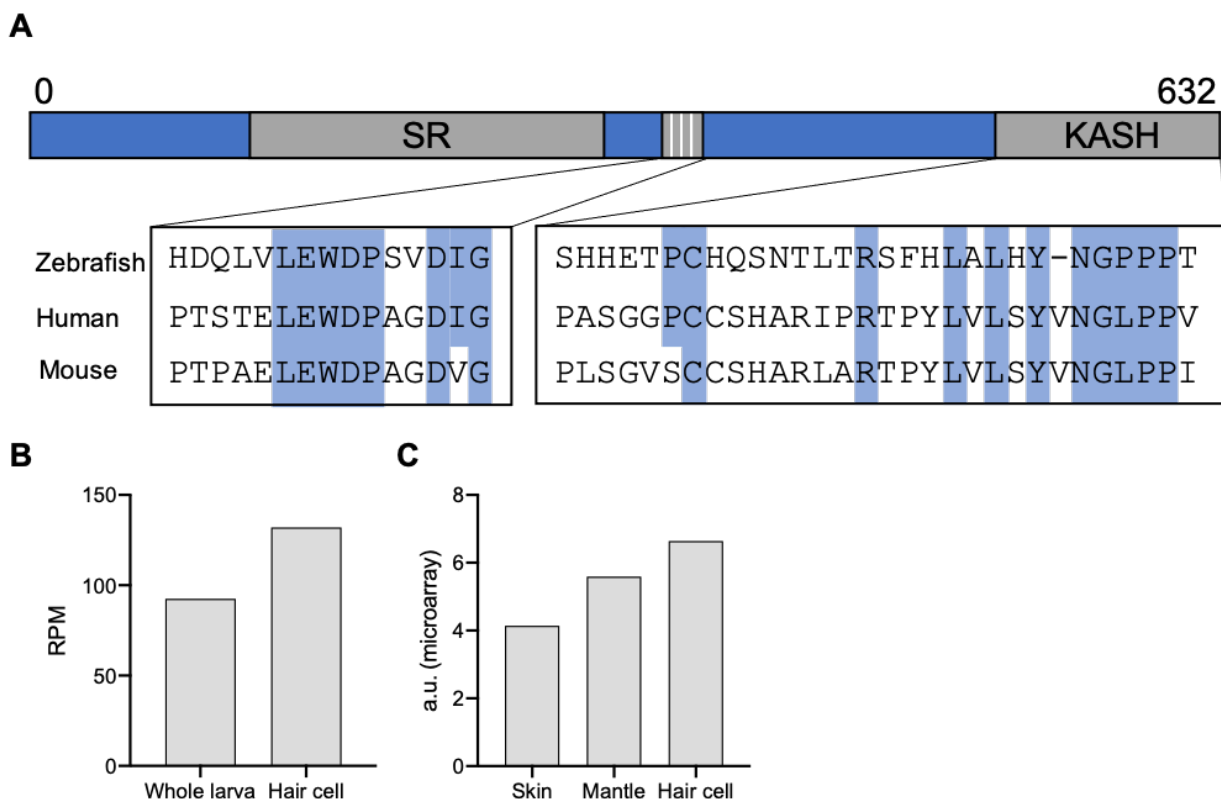 A
0 632
SR KASH
Zebrafish HDQLVLEWDPSVDIG SHHETPCHQSNTLTRSFHLALHY-NGPPPT
Human PTSTELEWDPAGDIG PASGGPCCSHARIPRTPYLVLSYVNGLPPV
Mouse PTPAELEWDPAGDVG PLSGVSCCSHARLARTPYLVLSYVNGLPPI
B
RPM
150
100
50
0
Whole larva Hair cell
C
a.u. (microarray)
8
6
4
2
0
Skin Mantle Hair cell